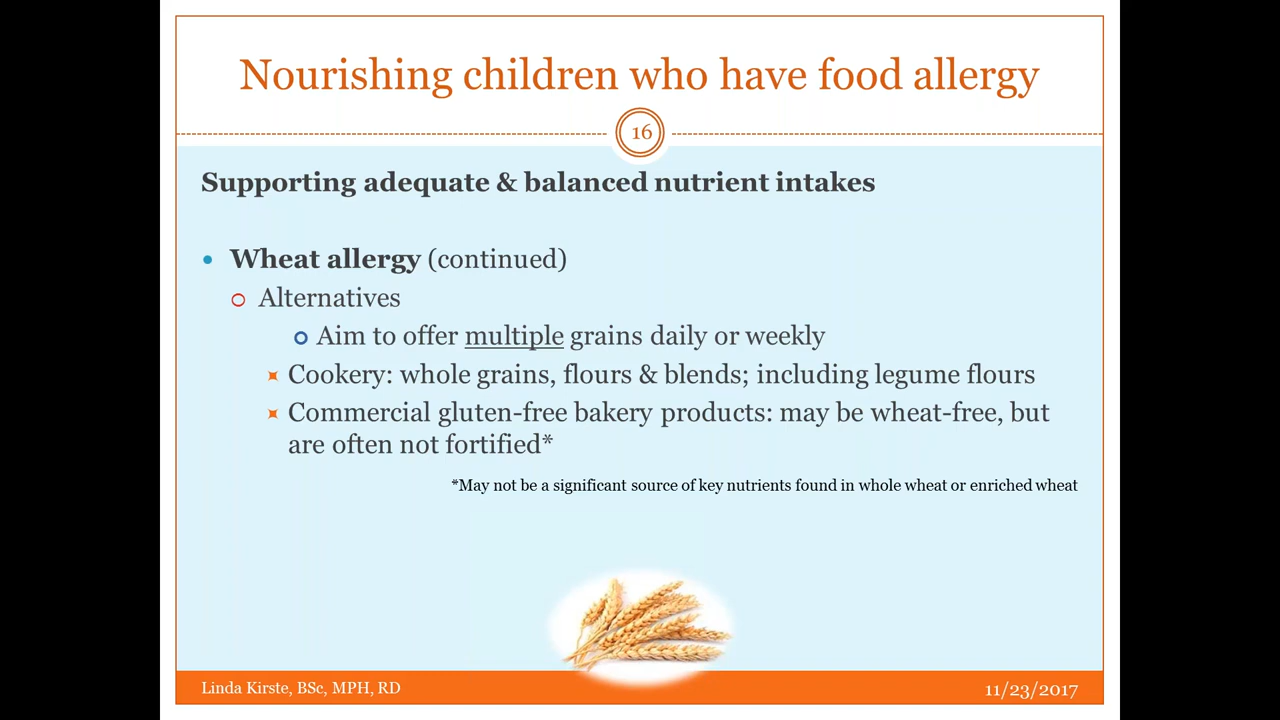 Nourishing children who have food allergy
16
Supporting adequate & balanced nutrient intakes
Wheat allergy (continued)
Alternatives
Aim to offer multiple grains daily or weekly
Cookery: whole grains, flours & blends; including legume flours
Commercial gluten-free bakery products: may be wheat-free, but
are often not fortified*
*May not be a significant source of key nutrients found in whole wheat or enriched wheat
Linda Kirste, BSc, MPH, RD
11/23/2017